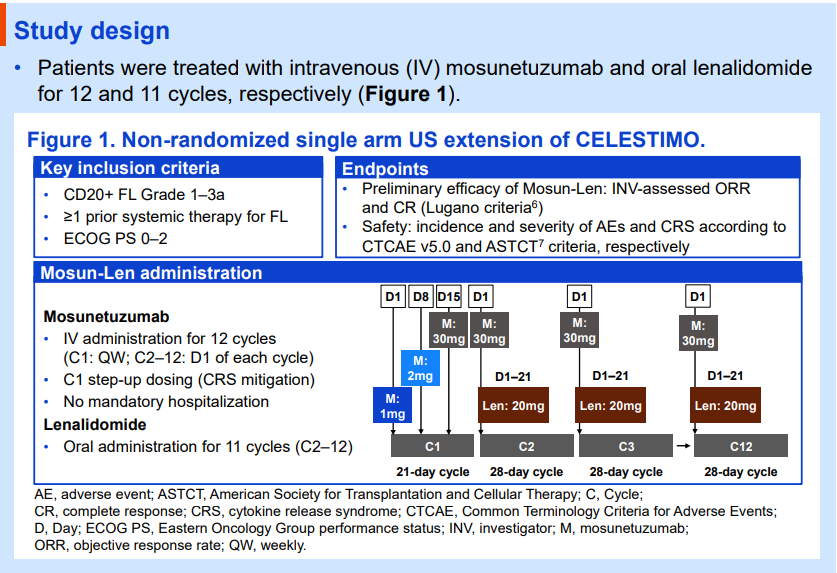 Study design
• Patients were treated with intravenous (IV) mosunetuzumab and oral lenalidomide
for 12 and 11 cycles, respectively (Figure 1).
Figure 1. Non-randomized single arm US extension of CELESTIMO.
Key inclusion criteria
• CD20+ FL Grade 1–3a
• ≥1 prior systemic therapy for FL
• ECOG PS 0–2
Endpoints
• Preliminary efficacy of Mosun-Len: INV-assessed ORR
and CR (Lugano criteria6)
• Safety: incidence and severity of AEs and CRS according to
CTCAE v5.0 and ASTCT7 criteria, respectively
Mosun-Len administration
Mosunetuzumab
• IV administration for 12 cycles
(C1: QW; C2–12: D1 of each cycle)
• C1 step-up dosing (CRS mitigation)
• No mandatory hospitalization
Lenalidomide
• Oral administration for 11 cycles (C2–12)
D1 D8 D15 D1 D1 D1
M:
30mg
M:
30mg
M:
30mg
M:
30mg
M:
2mg
M:
1mg
D1–21 D1–21 D1–21
Len: 20mg Len: 20mg Len: 20mg
C1 C2 C3 C12
21-day cycle 28-day cycle 28-day cycle 28-day cycle
AE, adverse event; ASTCT, American Society for Transplantation and Cellular Therapy; C, Cycle;
CR, complete response; CRS, cytokine release syndrome; CTCAE, Common Terminology Criteria for Adverse Events;
D, Day; ECOG PS, Eastern Oncology Group performance status; INV, investigator; M, mosunetuzumab;
ORR, objective response rate; QW, weekly.